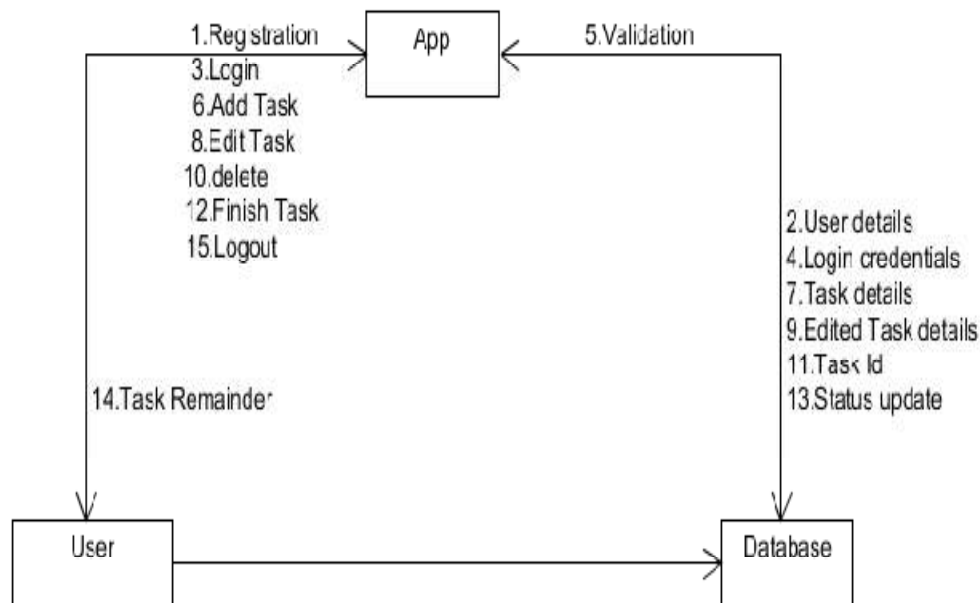 App
1.Registration
3.Login
6.Add Task
8.Edit Task
10.delete
12.Finish Task
15.Logout
5.Validation
2.User details
4.Login credentials
7.Task details
9.Edited Task details
11.Task Id
13.Status update
14.Task Remainder
User
Database